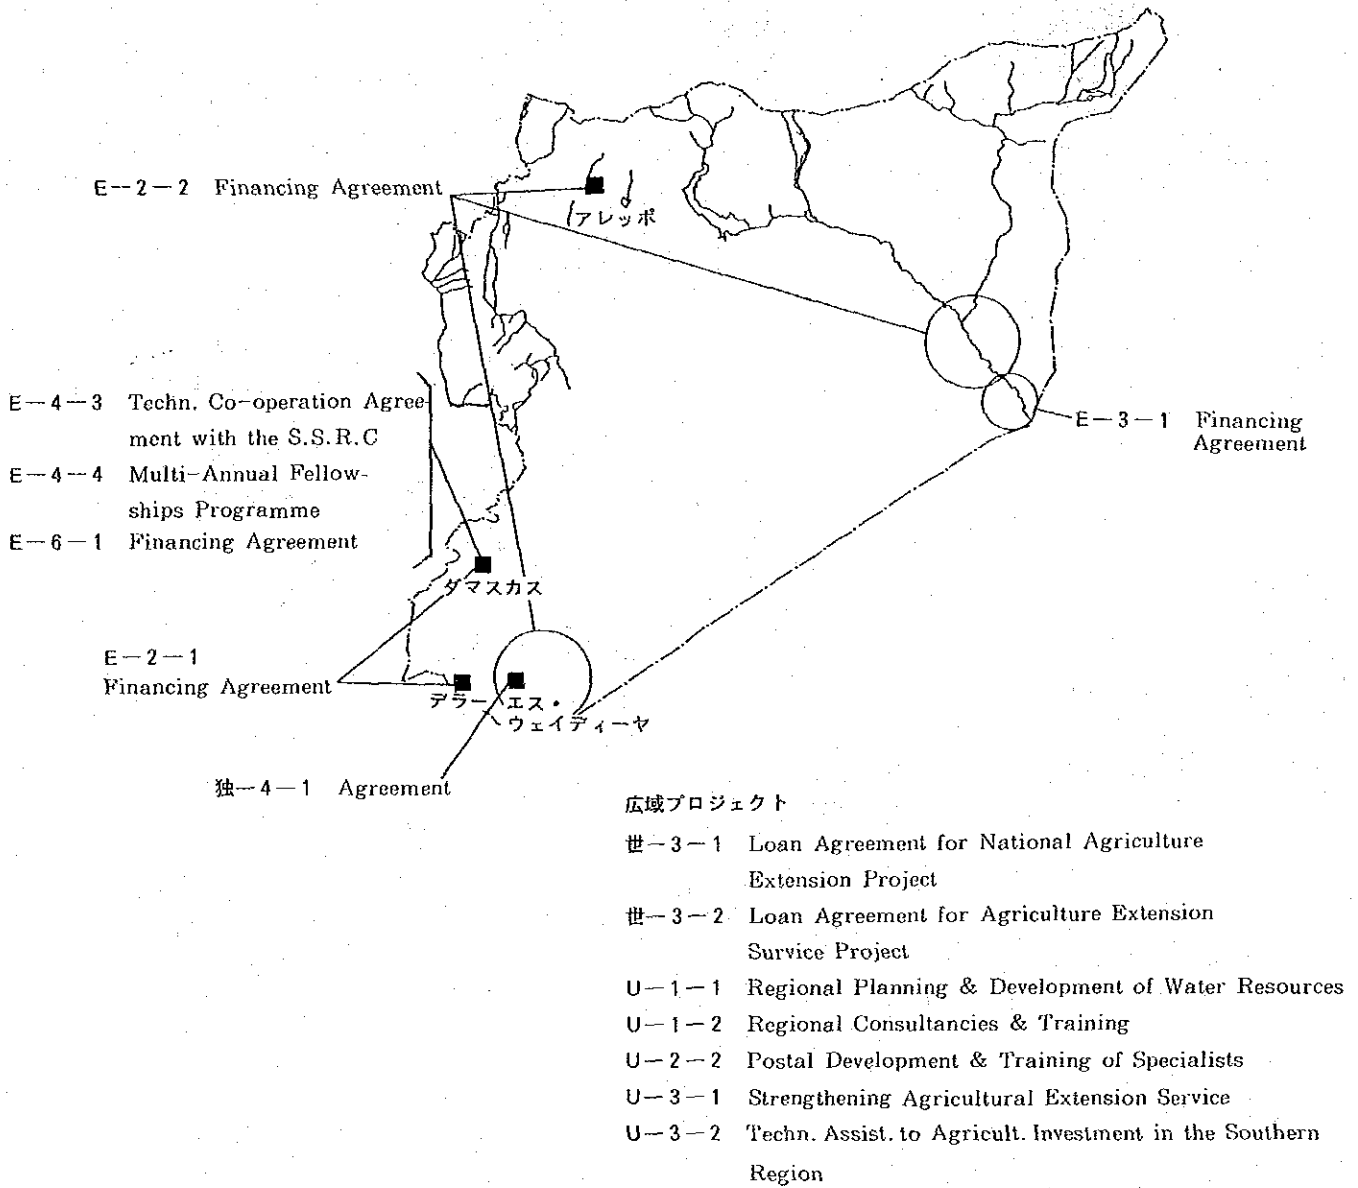 E--2-2 Financing Agreement
アレッポ
E-4-3 Techn. Co-operation Agree-
ment with the S.S.R.C
E-4-4 Multi-Annual Fellow-
ships Programme
E-6-1 Financing Agreement
E-3-1 Financing
Agreement
ダマスカス
E-2-1
Financing Agreement
デラー
エス・
ウェイディーヤ
独-4-1 Agreement
広域プロジェクト
世-3-1 Loan Agreement for National Agriculture
Extension Project
世-3-2 Loan Agreement for Agriculture Extension
Survice Project
U-1-1 Regional Planning & Development of Water Resources
U-1-2 Regional Consultancies & Training
U-2-2 Postal Development & Training of Specialists
U-3-1 Strengthening Agricultural Extension Service
U-3-2 Techn. Assist. to Agricult. Investment in the Southern
Region